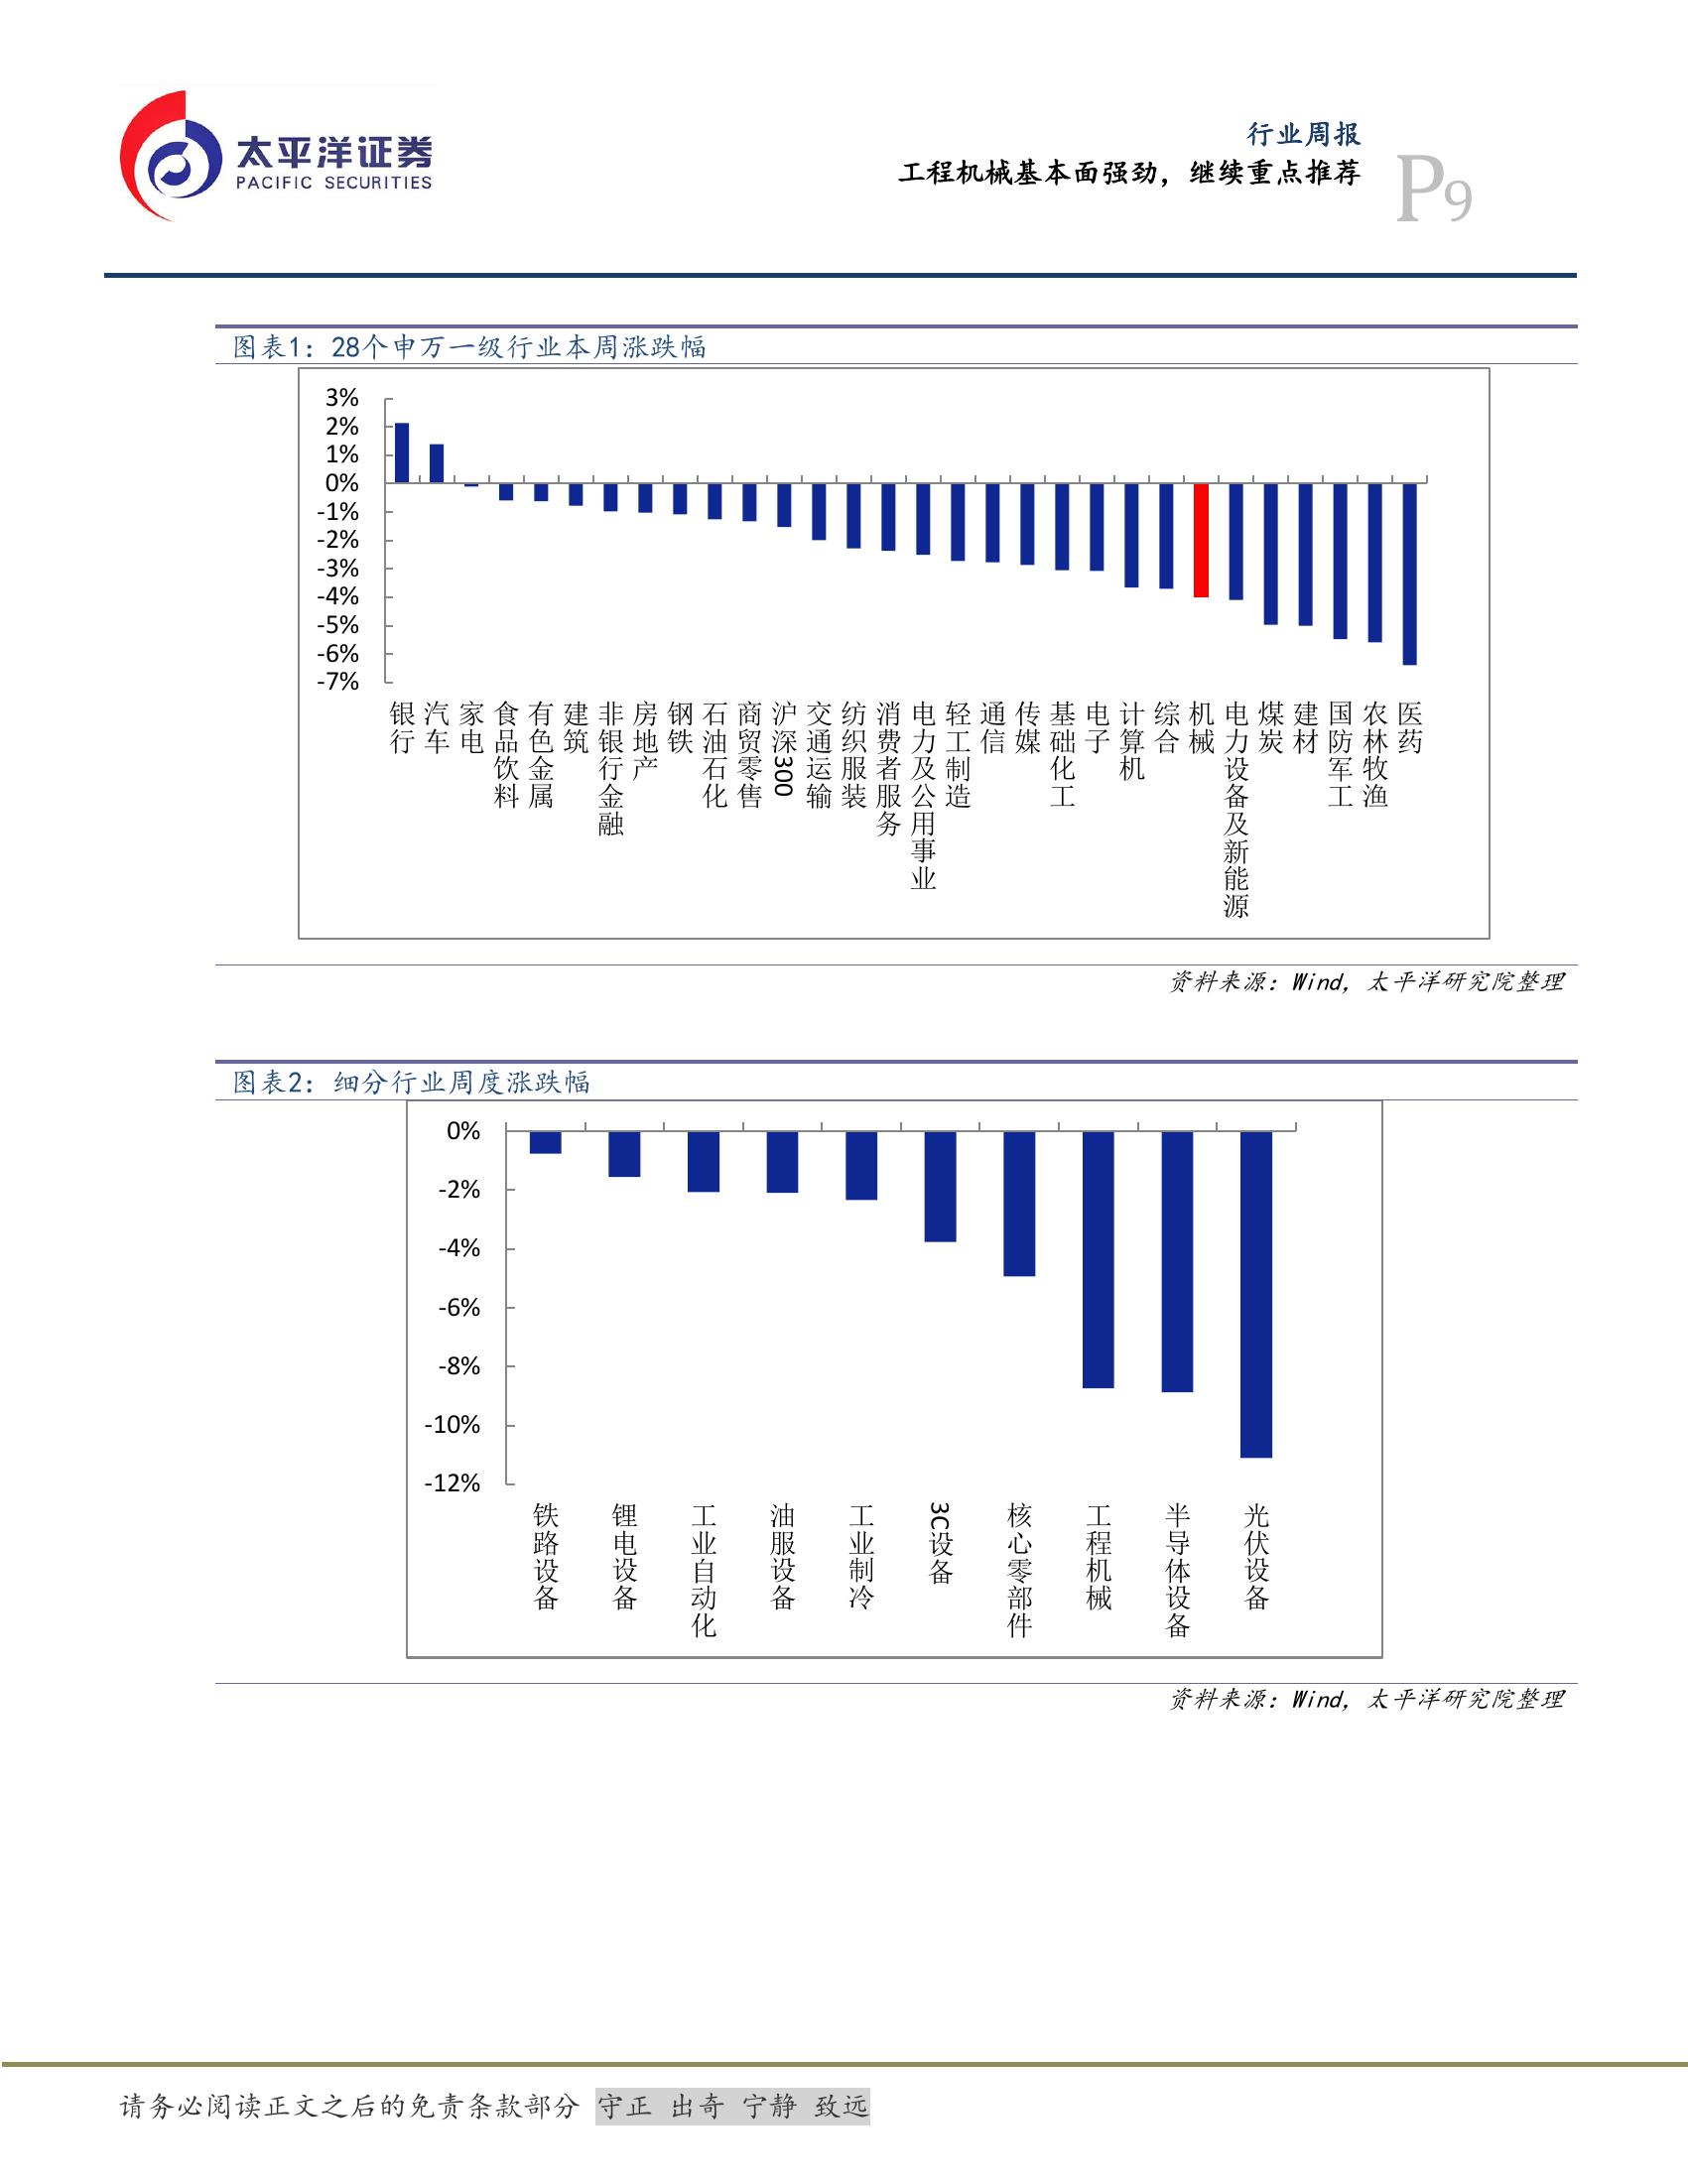 太平洋证券
PACIFIC SECURITIES
行业周报
工程机械基本面强劲，继续重点推荐
P9
图表1：28个申万一级行业本周涨跌幅
3%
2%
1%
0%
-1%
-2%
-3%
-4%
-5%
-6%
-7%
银行
汽车
家电
食品饮料
有色金属
建筑
非银行金融
房地产
钢铁
石油石化
商贸零售
沪深300
交通运输
纺织服装
消费者服务
电力及公用事业
轻工制造
通信
传媒
基础化工
电子
计算机
综合
机械
电力设备及新能源
煤炭
建材
国防军工
农林牧渔
医药
资料来源：Wind，太平洋研究院整理
图表2：细分行业周度涨跌幅
0%
-2%
-4%
-6%
-8%
-10%
-12%
铁路设备
锂电设备
工业自动化
油服设备
工业制冷
3C设备
核心零部件
工程机械
半导体设备
光伏设备
资料来源：Wind，太平洋研究院整理
请务必阅读正文之后的免责条款部分 守正 出奇 宁静 致远